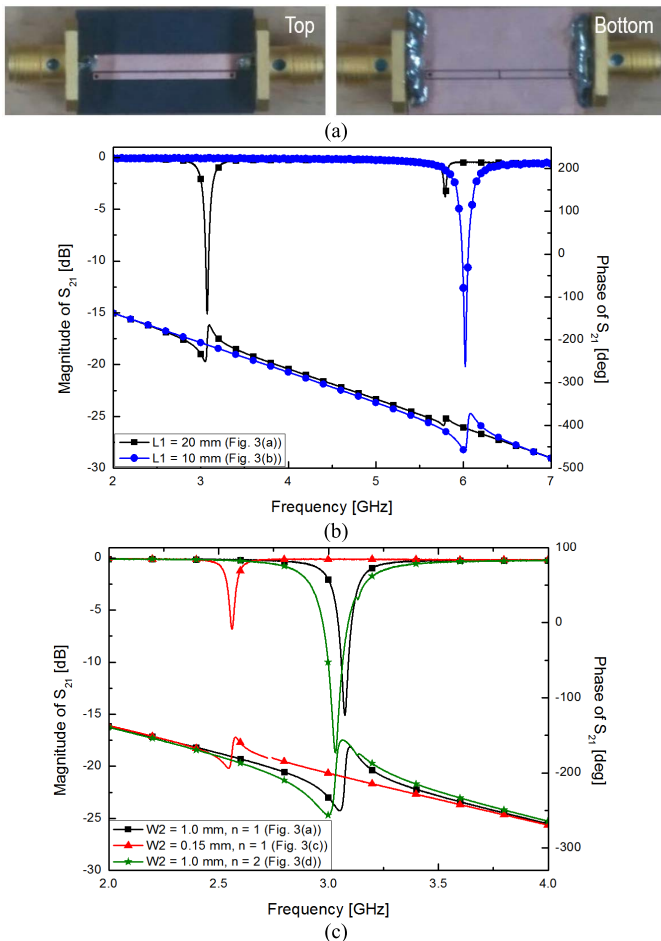 Top
Bottom
(a)
0
-5
-10
-15
-20
-25
-30
Magnitude of S21 [dB]
200
150
100
0
-100
-150
-200
-250
-300
-350
-400
-450
-500
Phase of S21 [deg]
L1 = 20 mm (Fig. 3(a))
L1 = 10 mm (Fig. 3(b))
2
3
4
5
6
7
Frequency [GHz]
(b)
0
-5
-10
-15
-20
-25
-30
Magnitude of S21 [dB]
100
0
-100
-200
-300
Phase of S21 [deg]
W2 = 1.0 mm, n = 1 (Fig. 3(a))
W2 = 0.15 mm, n = 1 (Fig. 3(c))
W2 = 1.0 mm, n = 2 (Fig. 3(d))
2.0
2.5
3.0
3.5
4.0
Frequency [GHz]
(c)